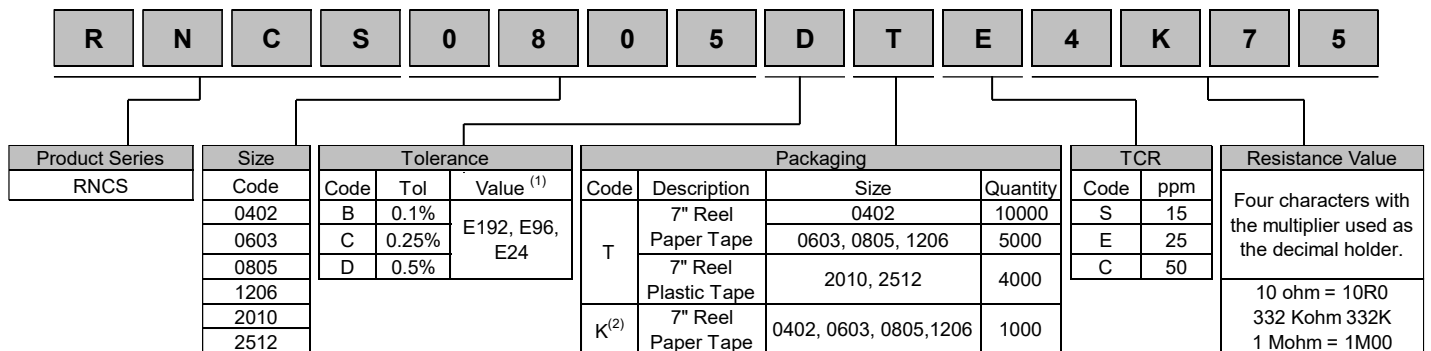 R N C S 0 8 0 5 D T E 4 K 7 5
Product Series Size Tolerance Packaging TCR Resistance Value
RNCS
Code
0402
0603
0805
1206
2010
2512
Code Tol Value (1)
B 0.1%
C 0.25%
D 0.5%
E192, E96,
E24
Code Description Size Quantity
T
7" Reel
Paper Tape
0402 10000
0603, 0805, 1206 5000
7" Reel
Plastic Tape
2010, 2512 4000
K(2)
7" Reel
Paper Tape
0402, 0603, 0805,1206 1000
Code ppm
S 15
E 25
C 50
Four characters with
the multiplier used as
the decimal holder.
10 ohm = 10R0
332 Kohm 332K
1 Mohm = 1M00